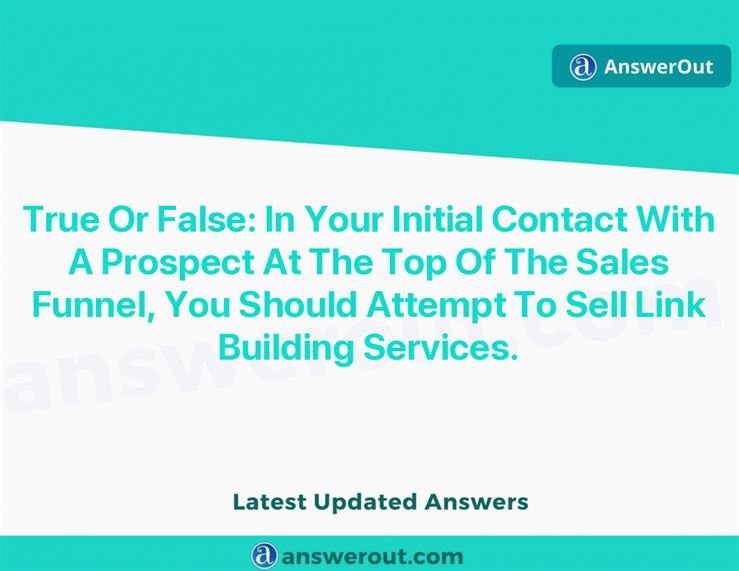 AnswerOut
True Or False: In Your Initial Contact With
A Prospect At The Top Of The Sales
Funnel, You Should Attempt To Sell Link
Building Services.
answerout.com
Latest Updated Answers
answerout.com